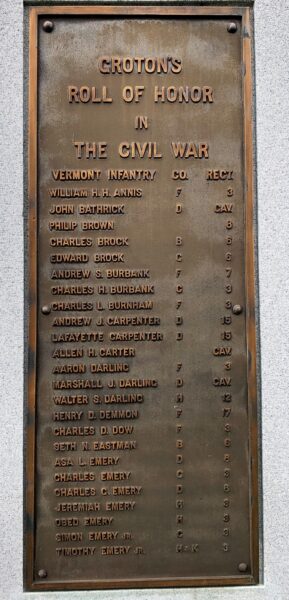 GROTON'S
ROLL OF HONOR
IN
THE CIVIL WAR
VERMONT INFANTRY CO. REGT.
WILLIAM H. H. ANNIS F 3
JOHN BATHRICK D CAV.
PHILIP BROWN
CHARLES BROCK B 6
EDWARD BROCK C 6
ANDREW S. BURBANK F 7
CHARLES H. BURBANK C 3
CHARLES L. BURNHAM F 3
ANDREW J. CARPENTER D 15
LAFAYETTE CARPENTER D 15
ALLEN H. CARTER CAV.
AARON DARLING F 3
MARSHALL J. DARLING D CAV.
WALTER S. DARLING H 12
HENRY D. DEMMON F 17
CHARLES D. DOW F 3
SETH N. EASTMAN B 6
ASA L. EMERY D
CHARLES EMERY 3
CHARLES C. EMERY D
JEREMIAH EMERY H 3
OBED EMERY H 3
SIMON EMERY JR. C 3
TIMOTHY EMERY JR. H & K 3